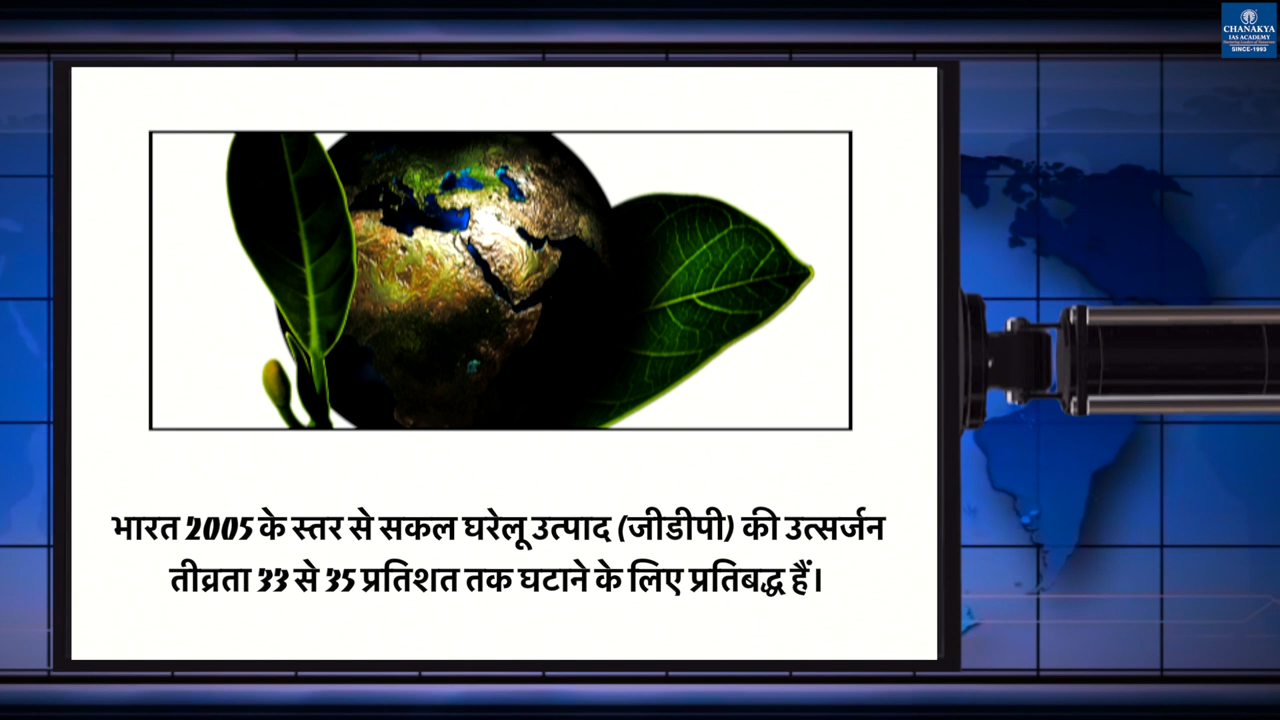 CHANAKYA
IAS ACADEMY
SINCE-1993
भारत 2005 के स्तर से सकल घरेलू उत्पाद (जीडीपी) की उत्सर्जन
तीव्रता 33 से 35 प्रतिशत तक घटाने के लिए प्रतिबद्ध हैं।